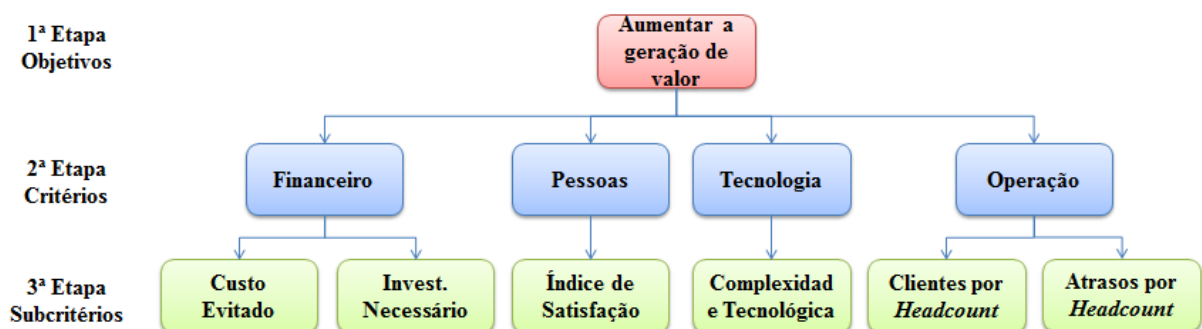 1ª Etapa
Objetivos
Aumentar a
geração de
valor
2ª Etapa
Critérios
Financeiro
Pessoas
Tecnologia
Operação
3ª Etapa
Subcritérios
Custo
Evitado
Invest.
Necessário
Índice de
Satisfação
Complexidad
e Tecnológica
Clientes por
Headcount
Atrasos por
Headcount